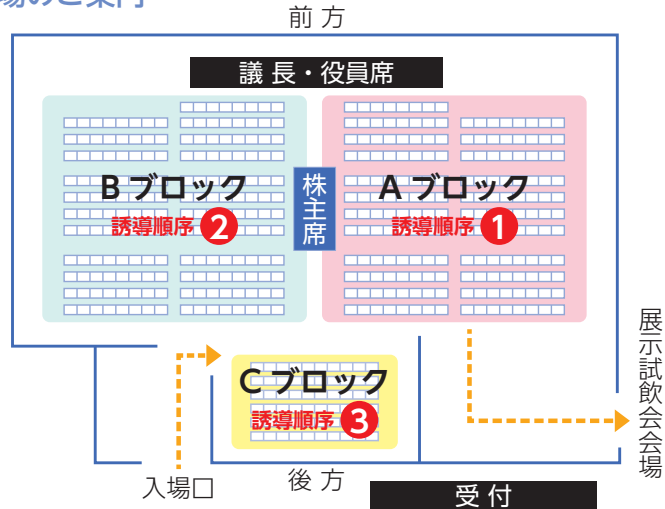 場のご案内
前方
議長・役員席
Bブロック
誘導順序 2
株主席
Aブロック
誘導順序 1
Cブロック
誘導順序 3
展示試飲会会場
入場口
後方
受付